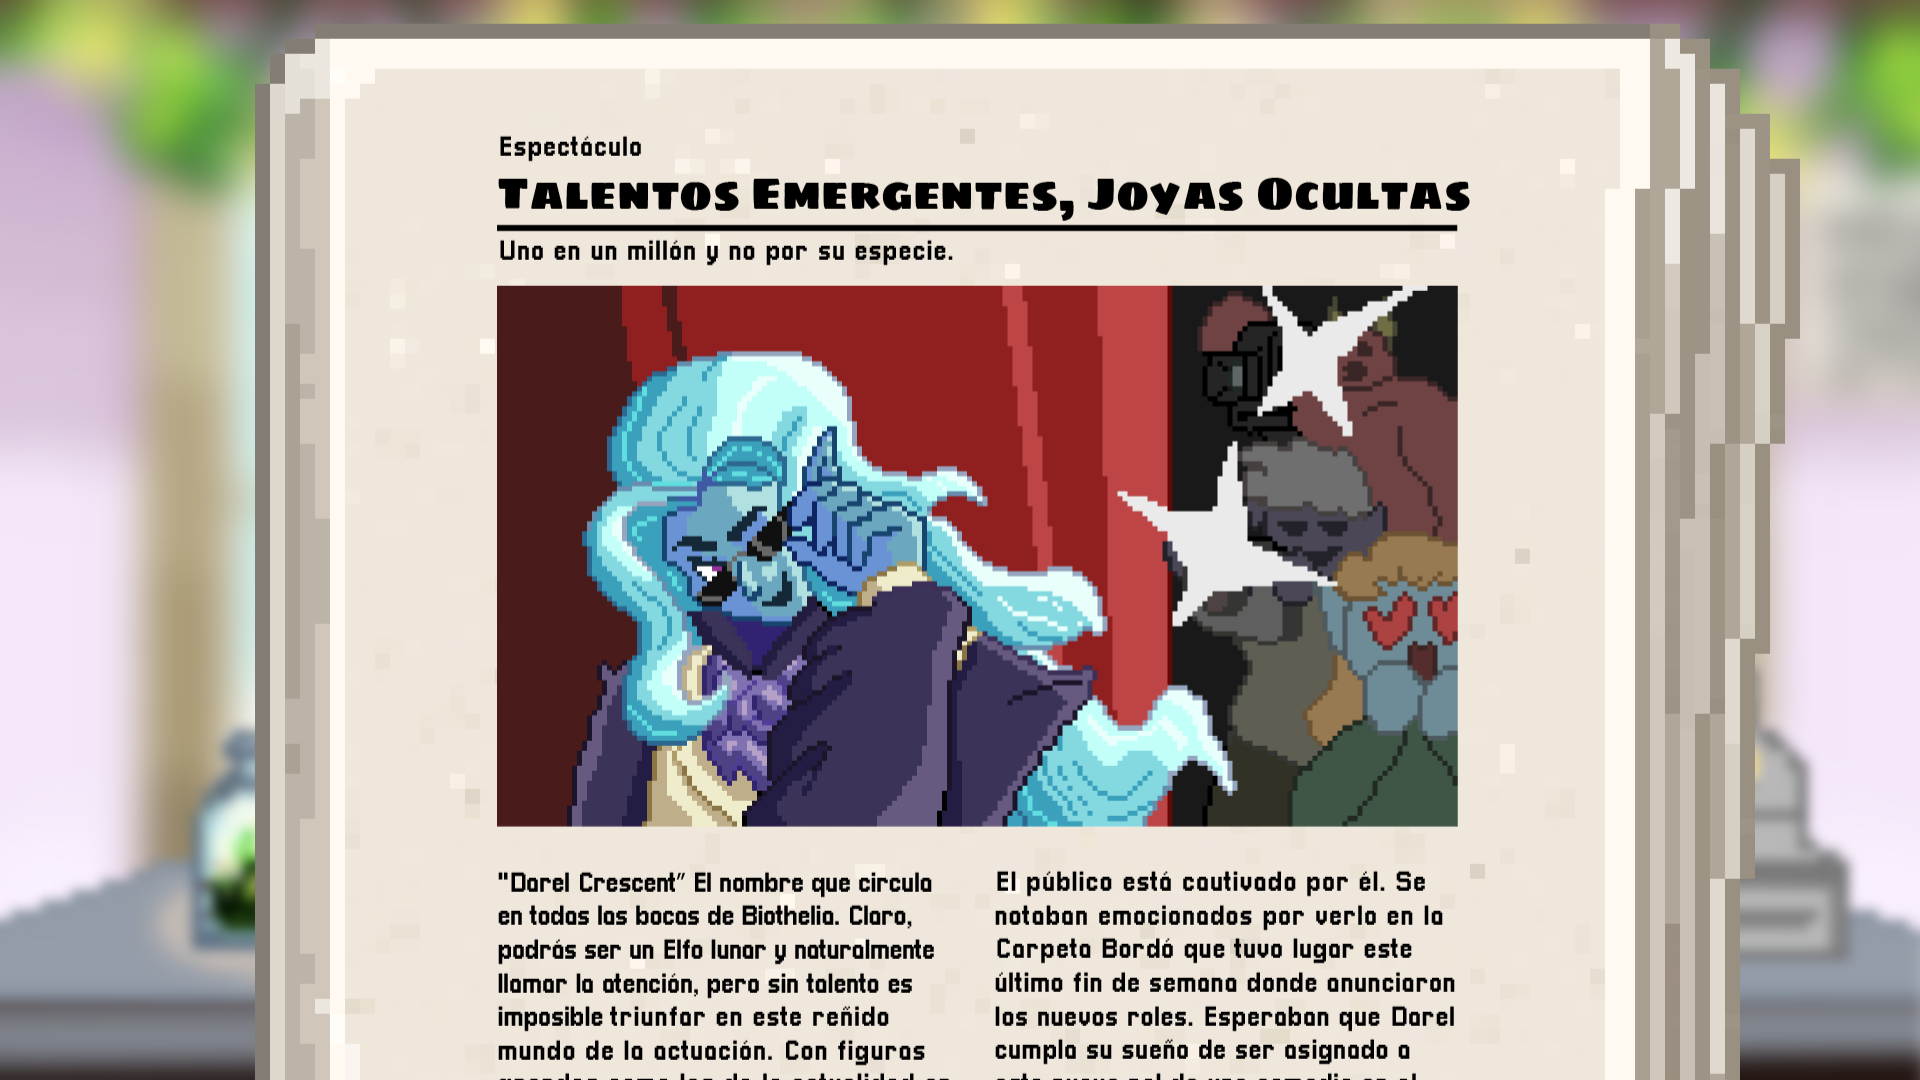 Espectáculo
Talentos Emergentes, Joyas Ocultas
Uno en un millón y no por su especie.
"Darel Crescent" El nombre que circula
en todas las bocas de Biothelia. Claro,
podrás ser un Elfo lunar y naturalmente
llamar la atención, pero sin talento es
imposible triunfar en este reñido
mundo de la actuación. Con figuras
El público está cautivado por él. Se
notaban emocionados por verlo en la
Carpeta Bordó que tuvo lugar este
último fin de semana donde anunciaron
los nuevos roles. Esperaban que Darel
cumpla su sueño de ser asignado a